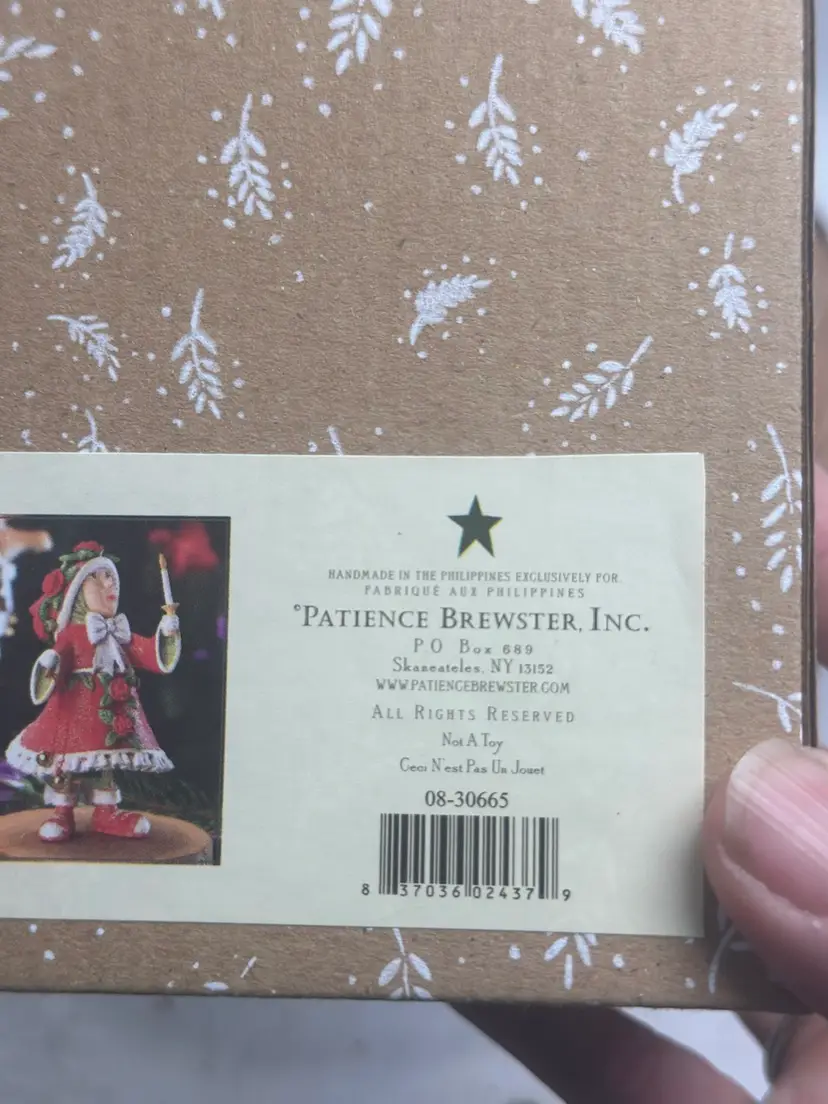 HANDMADE IN THE PHILIPPINES EXCLUSIVELY FOR
FABRIQUÉ AUX PHILIPPINES
°PATIENCE BREWSTER, INC.
PO Box 689
Skaneateles, NY 13152
WWW.PATIENCEBREWSTER.COM
ALL RIGHTS RESERVED
Not A Toy
Ceci N'est Pas Un Jouet
08-30665
8 37036 02437 9